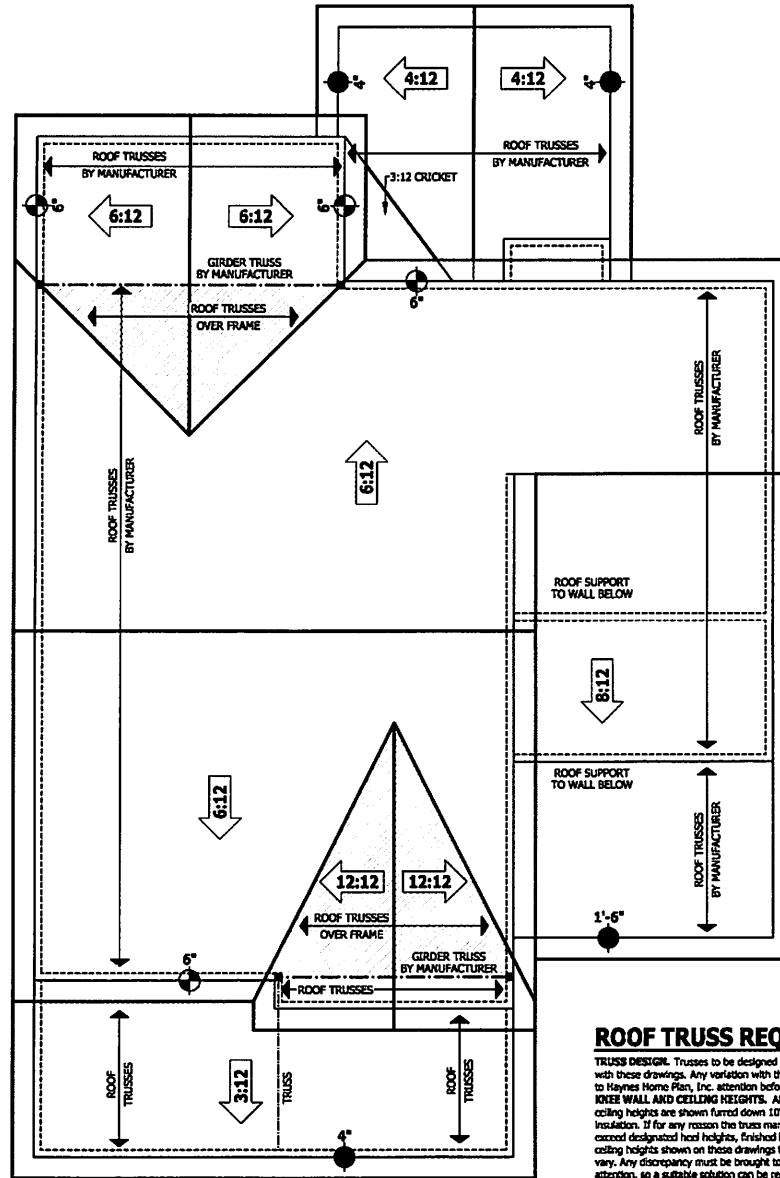 4:12
4:12
4"
4"
ROOF TRUSSES
BY MANUFACTURER
ROOF TRUSSES
BY MANUFACTURER
3:12 CRICKET
6"
6:12
6:12
6"
GIRDER TRUSS
BY MANUFACTURER
6"
ROOF TRUSSES
OVER FRAME
ROOF TRUSSES
BY MANUFACTURER
ROOF TRUSSES
BY MANUFACTURER
6:12
ROOF SUPPORT
TO WALL BELOW
8:12
ROOF SUPPORT
TO WALL BELOW
6:12
ROOF TRUSSES
BY MANUFACTURER
12:12
12:12
ROOF TRUSSES
OVER FRAME
1'-6"
GIRDER TRUSS
BY MANUFACTURER
6"
ROOF TRUSSES
ROOF
TRUSSES
3:12
TRUSS
ROOF
TRUSSES
4"
ROOF TRUSS REQ
TRUSS DESIGN. Trusses to be designed
with these drawings. Any variation with th
to Haynes Home Plan, Inc. attention befo
KNEE WALL AND CEILING HEIGHTS. A
ceiling heights are shown furred down 10
insulation. If for any reason the truss man
exceed designated heel heights, finished
ceiling heights shown on these drawings
vary. Any discrepancy must be brought to
attention, so a suitable solution can be re